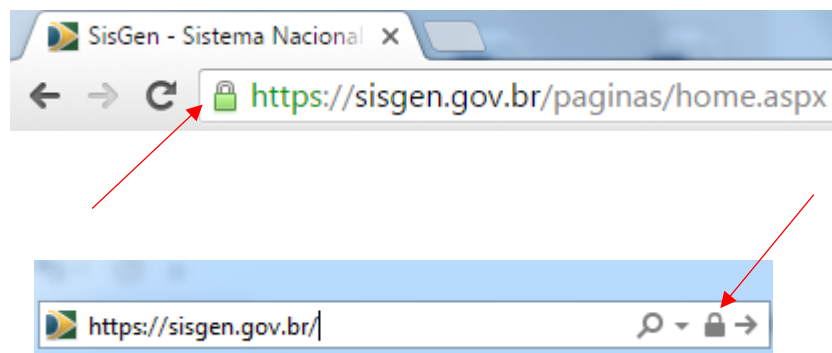 SisGen - Sistema Nacional
https://sisgen.gov.br/paginas/home.aspx
https://sisgen.gov.br/